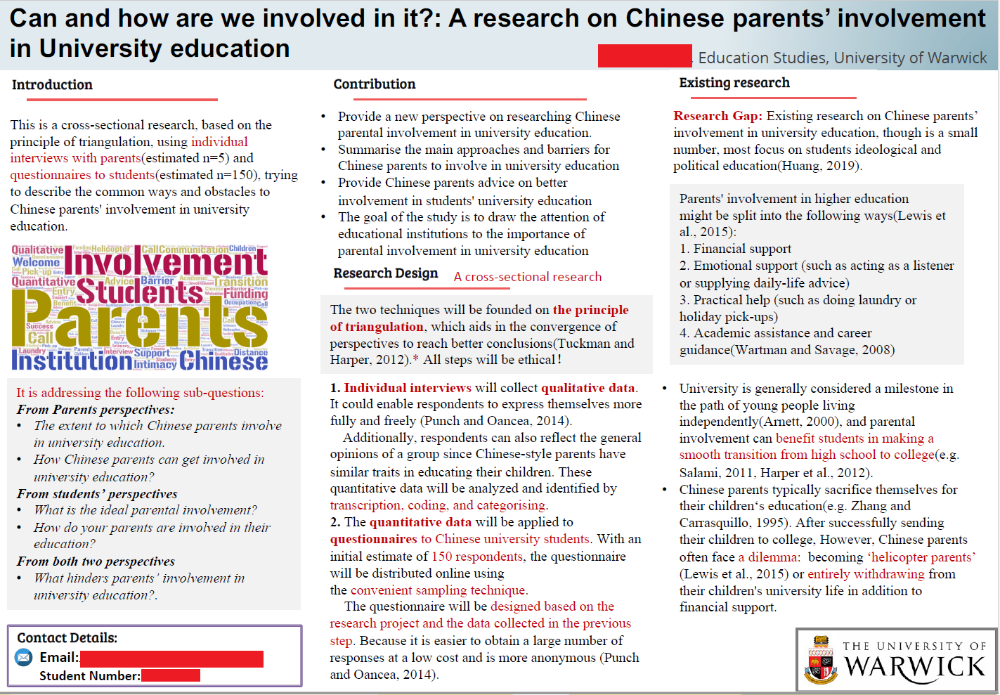 Can and how are we involved in it?: A research on Chinese parents’ involvement
in University education
, Education Studies, University of Warwick
Introduction
This is a cross-sectional research, based on the
principle of triangulation, using individual
interviews with parents(estimated n=5) and
questionnaires to students(estimated n=150), trying
to describe the common ways and obstacles to
Chinese parents' involvement in university
education.
Qualitative Funding Helicopter Call Communication Children
Welcome Involvement
Call Pick-up Entry
Quantitative Students Advice Barrier Academic Transition
Entry Support Funding
Parents Occupation Call
Success
Call
Laundry Parents Interview Support Transition Distance
Institution Intimacy Chinese
It is addressing the following sub-questions:
From Parents perspectives:
• The extent to which Chinese parents involve
in university education.
• How Chinese parents can get involved in
university education?
From students’ perspectives
• What is the ideal parental involvement?
• How do your parents are involved in their
education?
From both two perspectives
• What hinders parents’ involvement in
university education?.
Contact Details:
Email:
Student Number:
Contribution
• Provide a new perspective on researching Chinese
parental involvement in university education.
• Summarise the main approaches and barriers for
Chinese parents to involve in university education
• Provide Chinese parents advice on better
involvement in students' university education
• The goal of the study is to draw the attention of
educational institutions to the importance of
parental involvement in university education
Research Design A cross-sectional research
The two techniques will be founded on the principle
of triangulation, which aids in the convergence of
perspectives to reach better conclusions(Tuckman and
Harper, 2012).* All steps will be ethical!
1. Individual interviews will collect qualitative data.
It could enable respondents to express themselves more
fully and freely (Punch and Oancea, 2014).
Additionally, respondents can also reflect the general
opinions of a group since Chinese-style parents have
similar traits in educating their children. These
quantitative data will be analyzed and identified by
transcription, coding, and categorising.
2. The quantitative data will be applied to
questionnaires to Chinese university students. With an
initial estimate of 150 respondents, the questionnaire
will be distributed online using
the convenient sampling technique.
The questionnaire will be designed based on the
research project and the data collected in the previous
step. Because it is easier to obtain a large number of
responses at a low cost and is more anonymous (Punch
and Oancea, 2014).
Existing research
Research Gap: Existing research on Chinese parents’
involvement in university education, though is a small
number, most focus on students ideological and
political education(Huang, 2019).
Parents' involvement in higher education
might be split into the following ways(Lewis et
al., 2015):
1. Financial support
2. Emotional support (such as acting as a listener
or supplying daily-life advice)
3. Practical help (such as doing laundry or
holiday pick-ups)
4. Academic assistance and career
guidance(Wartman and Savage, 2008)
• University is generally considered a milestone in
the path of young people living
independently(Arnett, 2000), and parental
involvement can benefit students in making a
smooth transition from high school to college(e.g.
Salami, 2011, Harper et al., 2012).
• Chinese parents typically sacrifice themselves for
their children‘s education(e.g. Zhang and
Carrasquillo, 1995). After successfully sending
their children to college, However, Chinese parents
often face a dilemma: becoming ‘helicopter parents’
(Lewis et al., 2015) or entirely withdrawing from
their children's university life in addition to
financial support.
THE UNIVERSITY OF
WARWICK